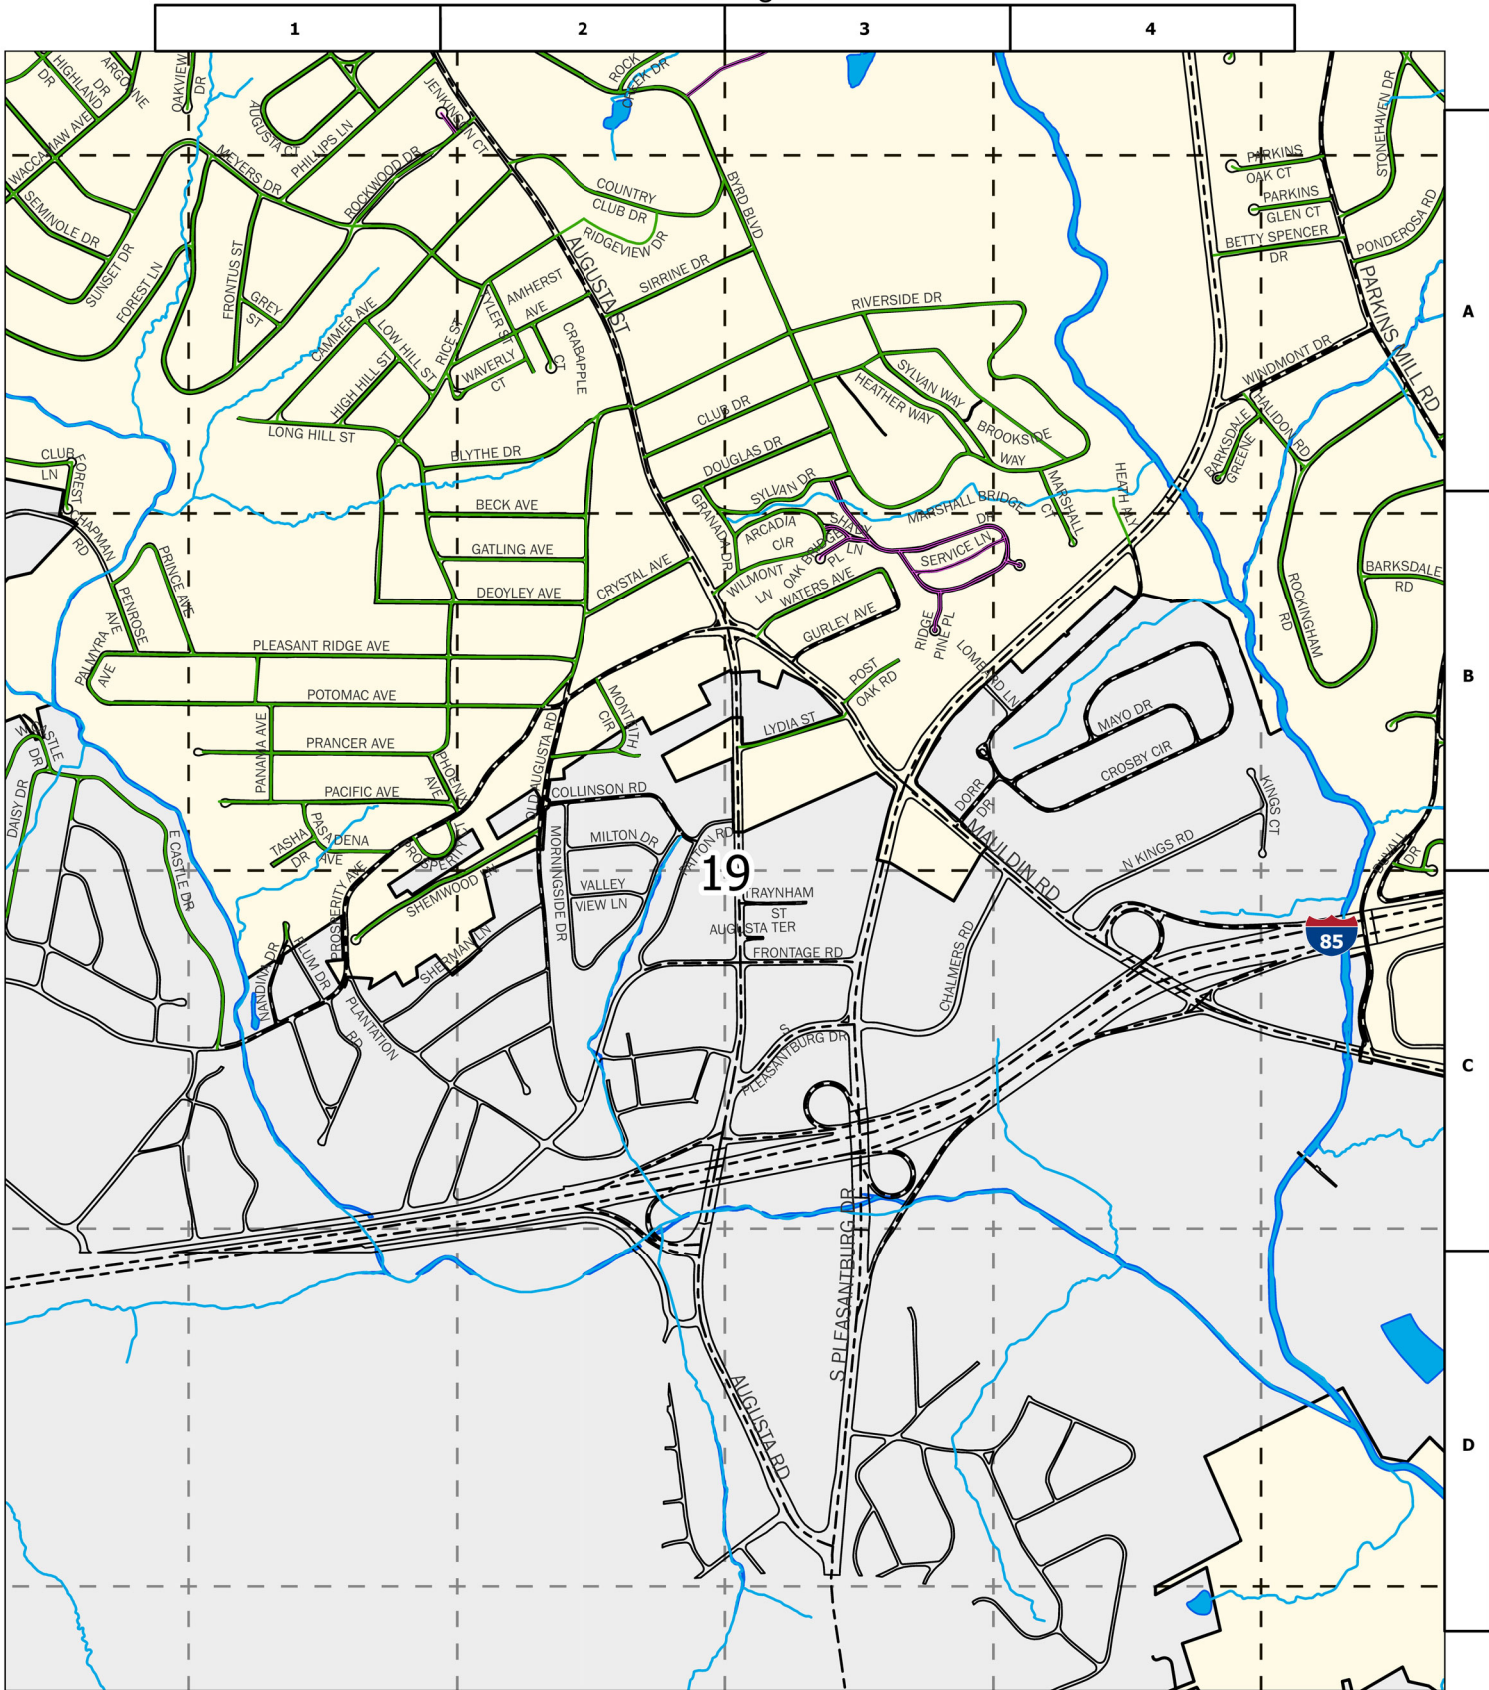 1
2
3
4
HIGHLAND
DR
ARGONNE
DR
OAKVIEW
DR
WACCAMAW AVE
AUGUSTA CT
PHILLIPS LN
JENKINSON CT
ROCK
CREEK DR
STONEHAVEN DR
SEMINOLE DR
MEYERS DR
ROCKWOOD DR
COUNTRY
CLUB DR
RIDGEVIEW DR
BYRD BLVD
PARKINS
OAK CT
PARKINS
GLEN CT
BETTY SPENCER
DR
PONDEROSA RD
SUNSET DR
FOREST LN
FRONTUS ST
GREY
ST
AUGUSTA ST
AMHERST
AVE
TYLER ST
SIRRINE DR
RIVERSIDE DR
PARKINS MILL RD
A
CAMMER AVE
LOW HILL ST
HIGH HILL ST
RICE ST
WAVERLY
CT
CRABAPPLE
CT
WINDMONT DR
SYLVAN WAY
HEATHER WAY
BROOKSIDE
WAY
CLUB DR
DOUGLAS DR
HALIDON RD
BARKSDALE
GREENE
LONG HILL ST
BLYTHE DR
CLUB
LN
FOREST
CHAPMAN
RD
BECK AVE
SYLVAN DR
GRANADA DR
ARCADIA
CIR
SHADY
LN
OAK BRIDGE
PL
MARSHALL BRIDGE
DR
SERVICE LN
MARSHALL
CT
HEATH ALY
GATLING AVE
PRINCE AVE
PENROSE
AVE
DEOYLEY AVE
CRYSTAL AVE
WILMONT
LN
WATERS AVE
GURLEY AVE
RIDGE
PINE PL
BARKSDALE
RD
ROCKINGHAM
RD
PALMYRA
AVE
PLEASANT RIDGE AVE
POTOMAC AVE
POST
OAK RD
LOMBARD LN
B
MONTEITH
CIR
LYDIA ST
MAYO DR
CROSBY CIR
W CASTLE
DR
PANAMA AVE
PRANCER AVE
PHOENIX
AVE
OLD AUGUSTA RD
PACIFIC AVE
COLLINSON RD
DAISY DR
E CASTLE DR
TASHA
DR
PASADENA
AVE
PROSPERITY
CT
MORNINGSIDE DR
MILTON DR
PATTON RD
DORR
DR
MAULDIN RD
N KINGS RD
KINGS CT
DUVALL
DR
19
PROSPERITY AVE
SHEMWOOD LN
VALLEY
VIEW LN
TRAYNHAM
ST
AUGUSTA TER
FRONTAGE RD
CHALMERS RD
85
NANDINA DR
PLUM DR
SHERMAN LN
PLANTATION
RD
S
PLEASANTBURG DR
C
S PLEASANTBURG DR
AUGUSTA RD
D